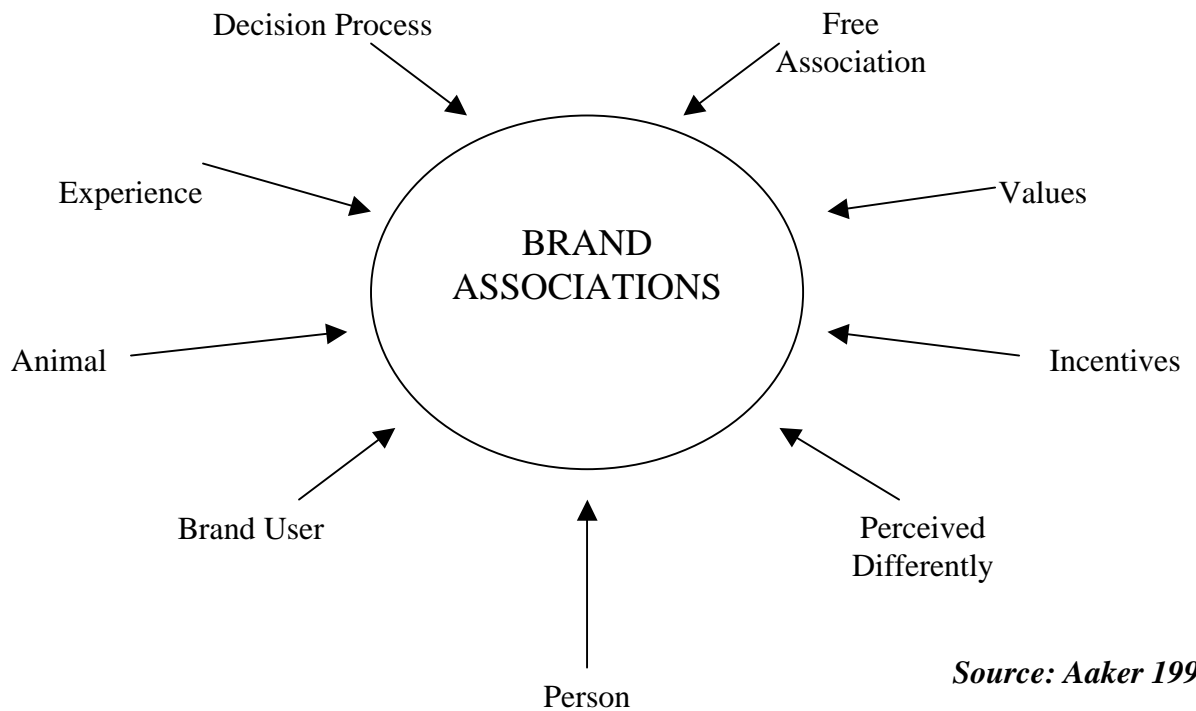 Decision Process
Free
Association
Experience
Values
BRAND
ASSOCIATIONS
Animal
Incentives
Brand User
Perceived
Differently
Source: Aaker 199
Person